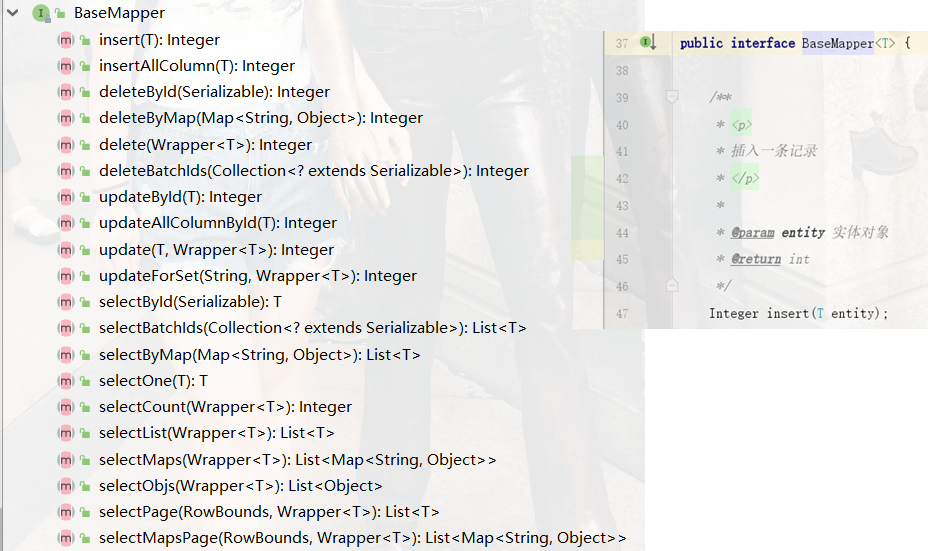 BaseMapper
insert(T): Integer
insertAllColumn(T): Integer
deleteById(Serializable): Integer
deleteByMap(Map<String, Object>): Integer
delete(Wrapper<T>): Integer
deleteBatchIds(Collection<? extends Serializable>): Integer
updateById(T): Integer
updateAllColumnById(T): Integer
update(T, Wrapper<T>): Integer
updateForSet(String, Wrapper<T>): Integer
selectById(Serializable): T
selectBatchIds(Collection<? extends Serializable>): List<T>
selectByMap(Map<String, Object>): List<T>
selectOne(T): T
selectCount(Wrapper<T>): Integer
selectList(Wrapper<T>): List<T>
selectMaps(Wrapper<T>): List<Map<String, Object>>
selectObjs(Wrapper<T>): List<Object>
selectPage(RowBounds, Wrapper<T>): List<T>
selectMapsPage(RowBounds, Wrapper<T>): List<Map<String, Object>>
37 public interface BaseMapper<T> {
38
39 /**
40 * <p>
41 * 插入一条记录
42 * </p>
43 *
44 * @param entity 实体对象
45 * @return int
46 */
47 Integer insert(T entity);